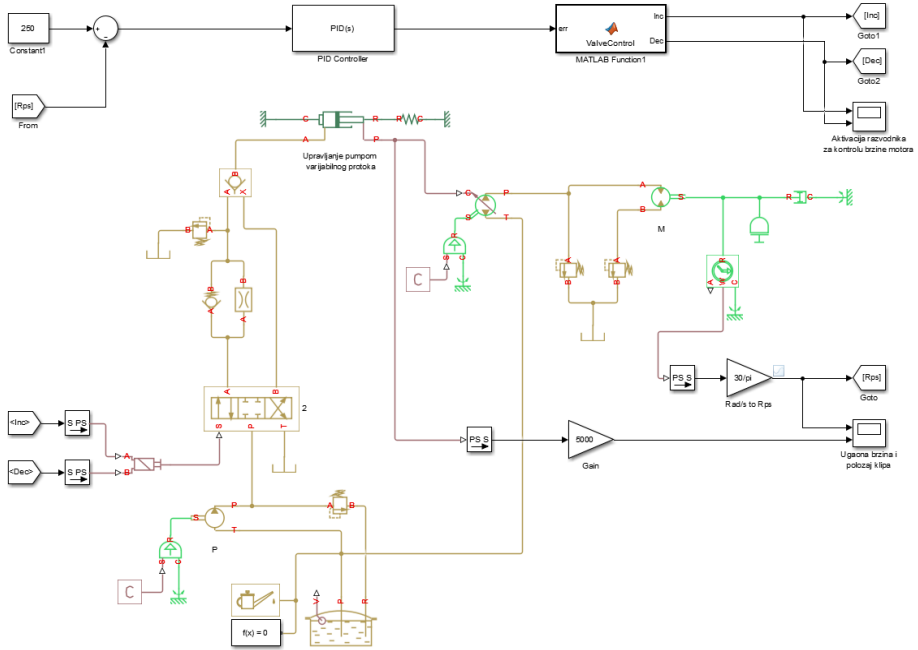 250
Constant1
+
-
PID(s)
PID Controller
err
ValveControl
Inc
Dec
MATLAB Function1
[Inc]
Goto1
[Dec]
Goto2
Aktivacija razvodnika
za kontrolu brzine motora
[Rps]
From
C
R
R
C
A
P
Upravljanje pumpom
varijabilnog protoka
B
A
X
B
A
B
A
B
A
C
P
S
T
R
S
C
C
A
B
S
M
A
B
A
B
R
C
A
W
R
C
PS S
30/pi
Rad/s to Rps
[Rps]
Goto
A
B
S
P
T
2
<Inc>
S PS
<Dec>
S PS
A
B
PS S
5000
Gain
Ugaona brzina i
polozaj klipa
S
P
T
P
A
B
R
S
C
C
V
P
R
f(x) = 0